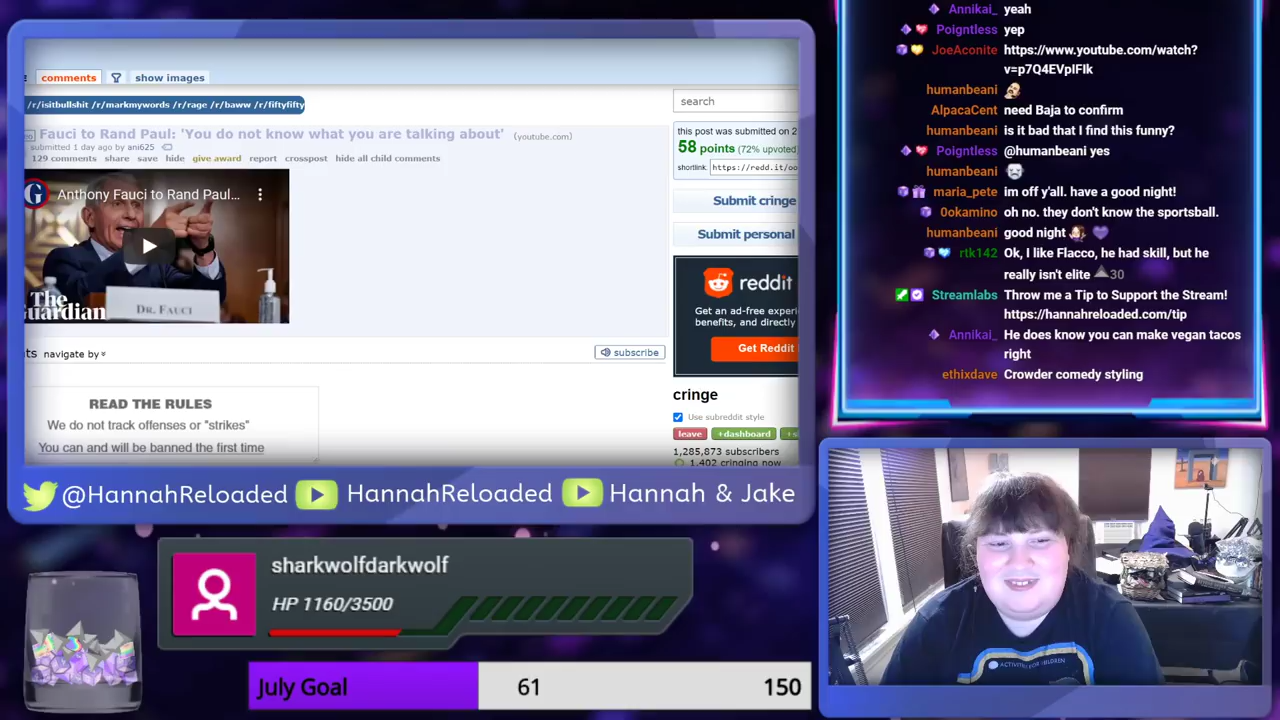 comments show images
/r/isitbullshit /r/markmywords /r/rage /r/baww /r/fiftyfifty
Fauci to Rand Paul: 'You do not know what you are talking about' (youtube.com)
submitted 1 day ago by ani625
129 comments share save hide give award report crosspost hide all child comments
Anthony Fauci to Rand Paul...
The
uardian
DR. FAUCI
nts navigate by
subscribe
READ THE RULES
We do not track offenses or "strikes"
You can and will be banned the first time
search
this post was submitted on 2
58 points (72% upvoted
shortlink: https://redd.it/oo
Submit cringe
Submit personal
reddit
Get an ad-free experi
benefits, and directly
Get Reddit
cringe
Use subreddit style
leave +dashboard +s
1,285,873 subscribers
1,402 cringing now
@HannahReloaded HannahReloaded Hannah & Jake
sharkwolfdarkwolf
HP 1160/3500
July Goal 61 150
Annikai_ yeah
Poigntless yep
JoeAconite https://www.youtube.com/watch?
v=p7Q4EVpIFIk
humanbeani
AlpacaCent need Baja to confirm
humanbeani is it bad that I find this funny?
Poigntless @humanbeani yes
humanbeani
maria_pete im off y'all. have a good night!
0okamino oh no. they don't know the sportsball.
humanbeani good night
rtk142 Ok, I like Flacco, he had skill, but he
really isn't elite 30
Streamlabs Throw me a Tip to Support the Stream!
https://hannahreloaded.com/tip
Annikai_ He does know you can make vegan tacos
right
ethixdave Crowder comedy styling
ACTIVITIES FOR CHILDREN